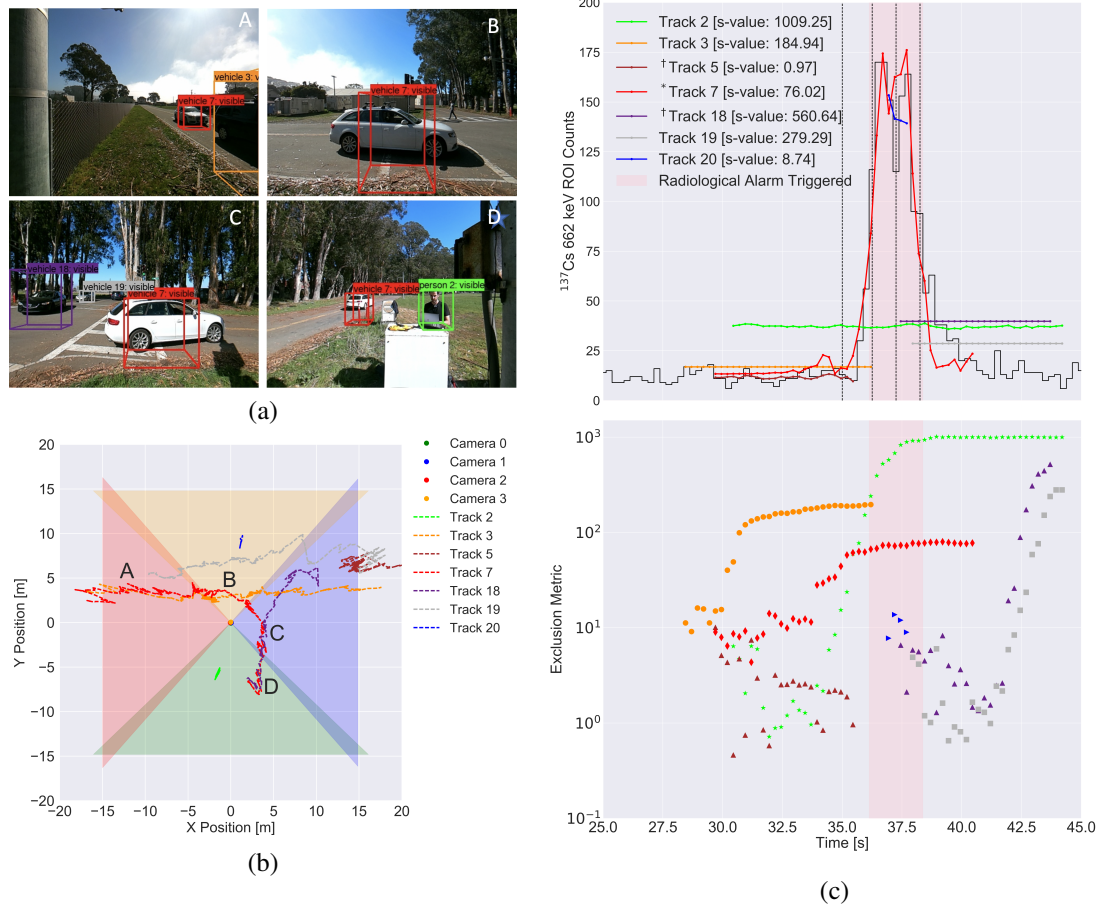 A
vehicle 3: v
vehicle 7: visible
B
vehicle 7: visible
C
vehicle 18: visible
vehicle 19: visible
vehicle 7: visible
D
vehicle 7: visible
person 2: visible
(a)
20
15
10
5
0
−5
−10
−15
−20
Y Position [m]
−20
−15
−10
−5
0
5
10
15
20
X Position [m]
A
B
C
D
Camera 0
Camera 1
Camera 2
Camera 3
Track 2
Track 3
Track 5
Track 7
Track 18
Track 19
Track 20
(b)
200
175
150
125
100
75
50
25
0
¹³⁷Cs 662 keV ROI Counts
Track 2 [s-value: 1009.25]
Track 3 [s-value: 184.94]
†Track 5 [s-value: 0.97]
*Track 7 [s-value: 76.02]
†Track 18 [s-value: 560.64]
Track 19 [s-value: 279.29]
Track 20 [s-value: 8.74]
Radiological Alarm Triggered
10³
10²
10¹
10⁰
10⁻¹
Exclusion Metric
25.0
27.5
30.0
32.5
35.0
37.5
40.0
42.5
45.0
Time [s]
(c)